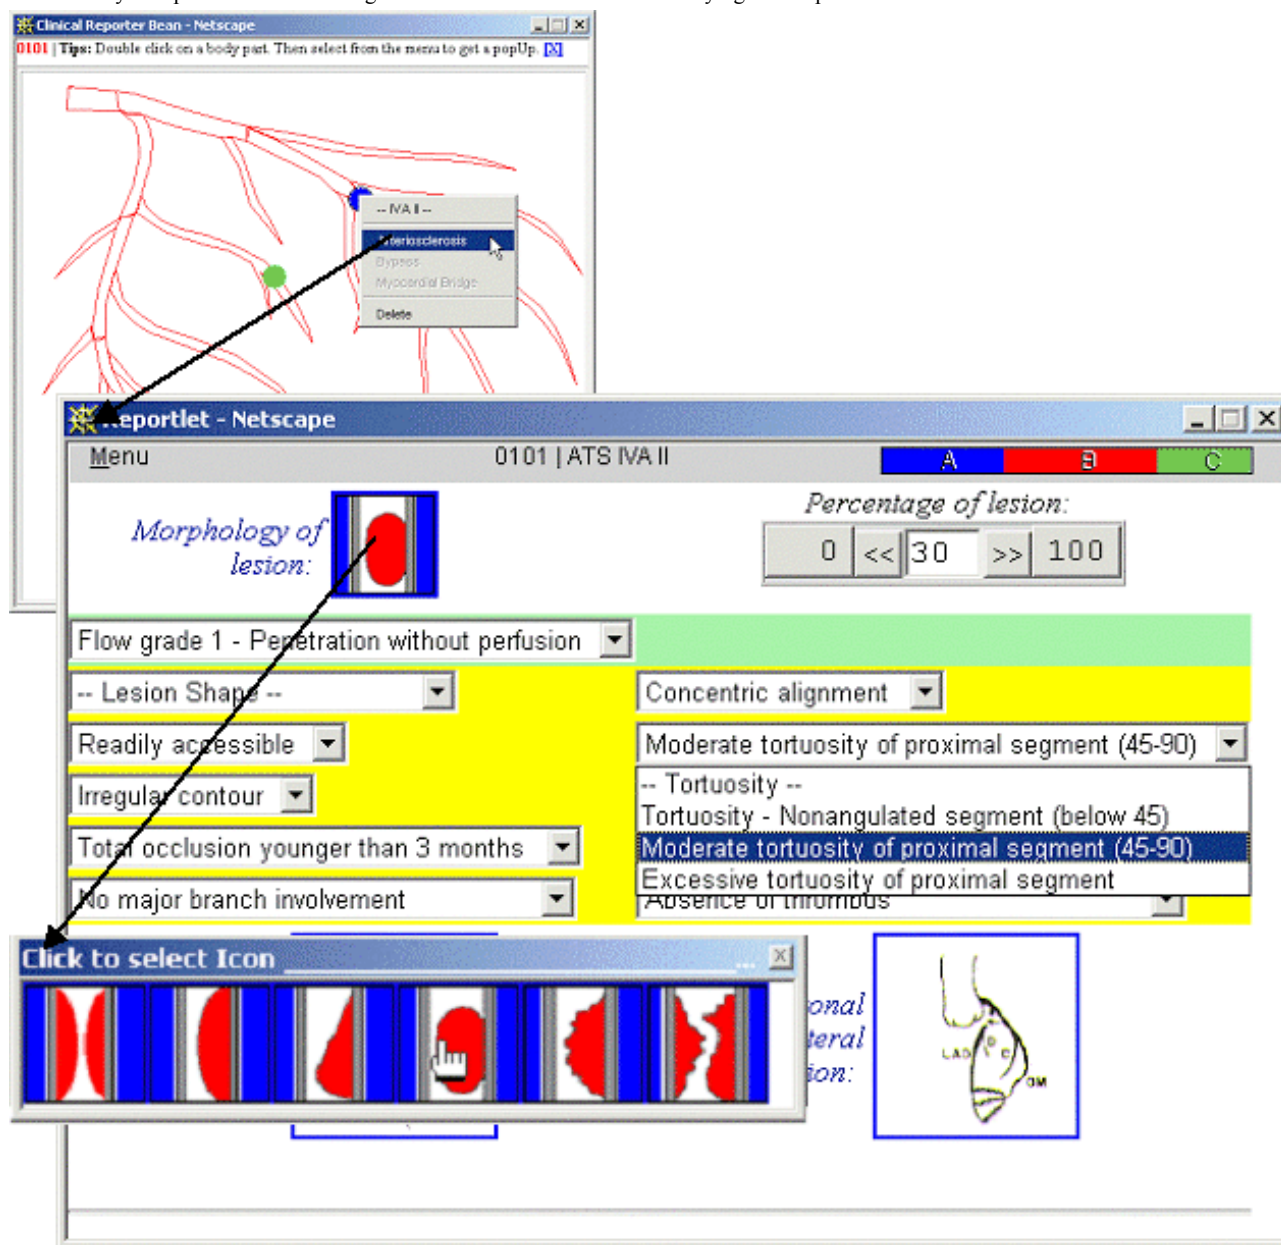 Clinical Reporter Bean - Netscape
0101 | Tips: Double click on a body part. Then select from the menu to get a popUp. [X]
-- IVA II --
Arteriosclerosis
Bypass
Myocardial Bridge
Delete
Reportlet - Netscape
Menu 0101 | ATS IVA II A B C
Morphology of
lesion:
Percentage of lesion:
0 << 30 >> 100
Flow grade 1 - Penetration without perfusion
-- Lesion Shape -- Concentric alignment
Readily accessible Moderate tortuosity of proximal segment (45-90)
-- Tortuosity --
Irregular contour Tortuosity - Nonangulated segment (below 45)
Total occlusion younger than 3 months Moderate tortuosity of proximal segment (45-90)
Excessive tortuosity of proximal segment
No major branch involvement Absence of thrombus
Click to select Icon ...
onal
teral
ion:
LAD D C OM